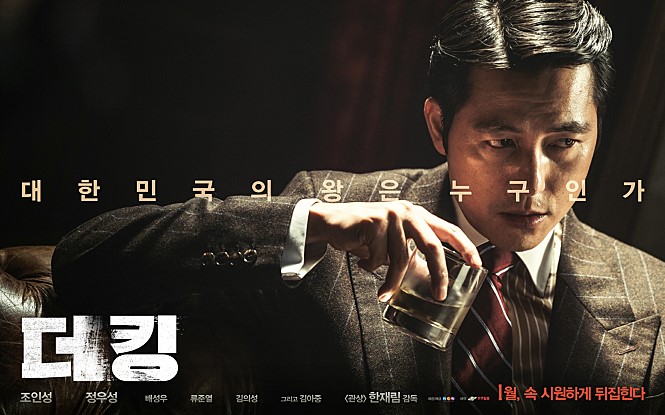 대한민국의 왕은 누구인가
더 킹
조인성 정우성 배성우 류준열 김의성 그리고 김아중 〈관상〉 한재림 감독
1월, 속 시원하게 뒤집힌다